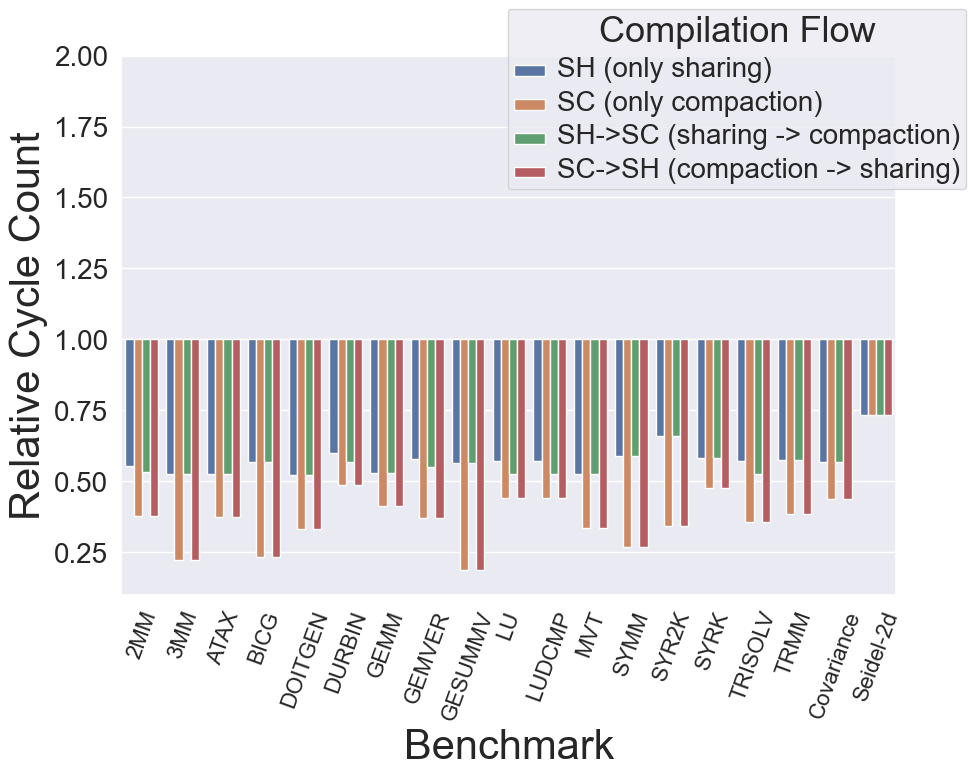 Compilation Flow
SH (only sharing)
SC (only compaction)
SH->SC (sharing -> compaction)
SC->SH (compaction -> sharing)
Relative Cycle Count
2.00
1.75
1.50
1.25
1.00
0.75
0.50
0.25
2MM
3MM
ATAX
BICG
DOITGEN
DURBIN
GEMM
GEMVER
GESUMMV
LU
LUDCMP
MVT
SYMM
SYR2K
SYRK
TRISOLV
TRMM
Covariance
Seidel-2d
Benchmark